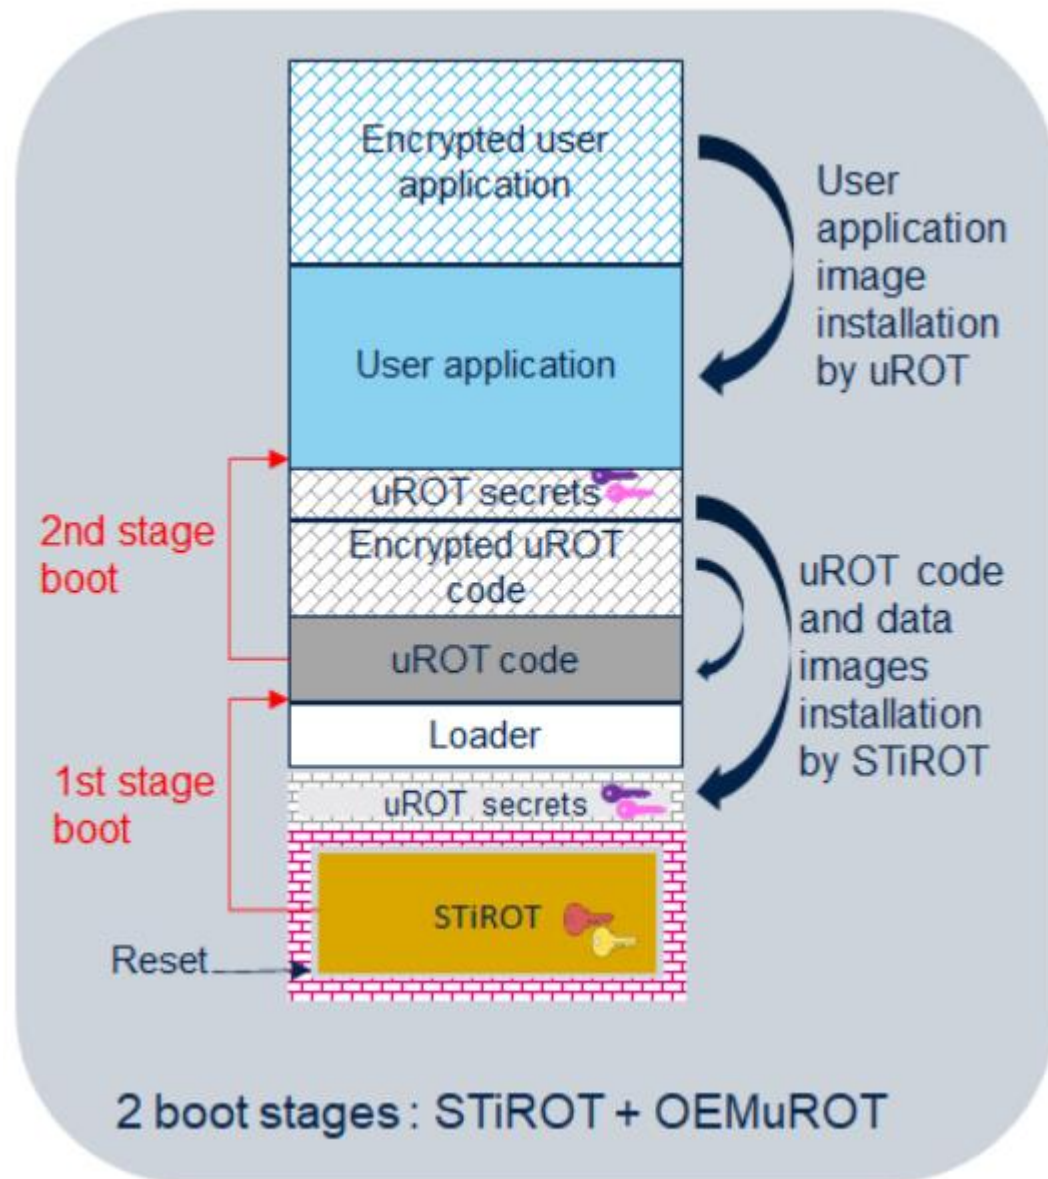 Encrypted user
application
User
application
image
installation
by uROT
User application
uROT secrets
2nd stage
boot
Encrypted uROT
code
uROT code
and data
images
installation
by STiROT
uROT code
Loader
1st stage
boot
uROT secrets
STiROT
Reset
2 boot stages : STiROT + OEMuROT